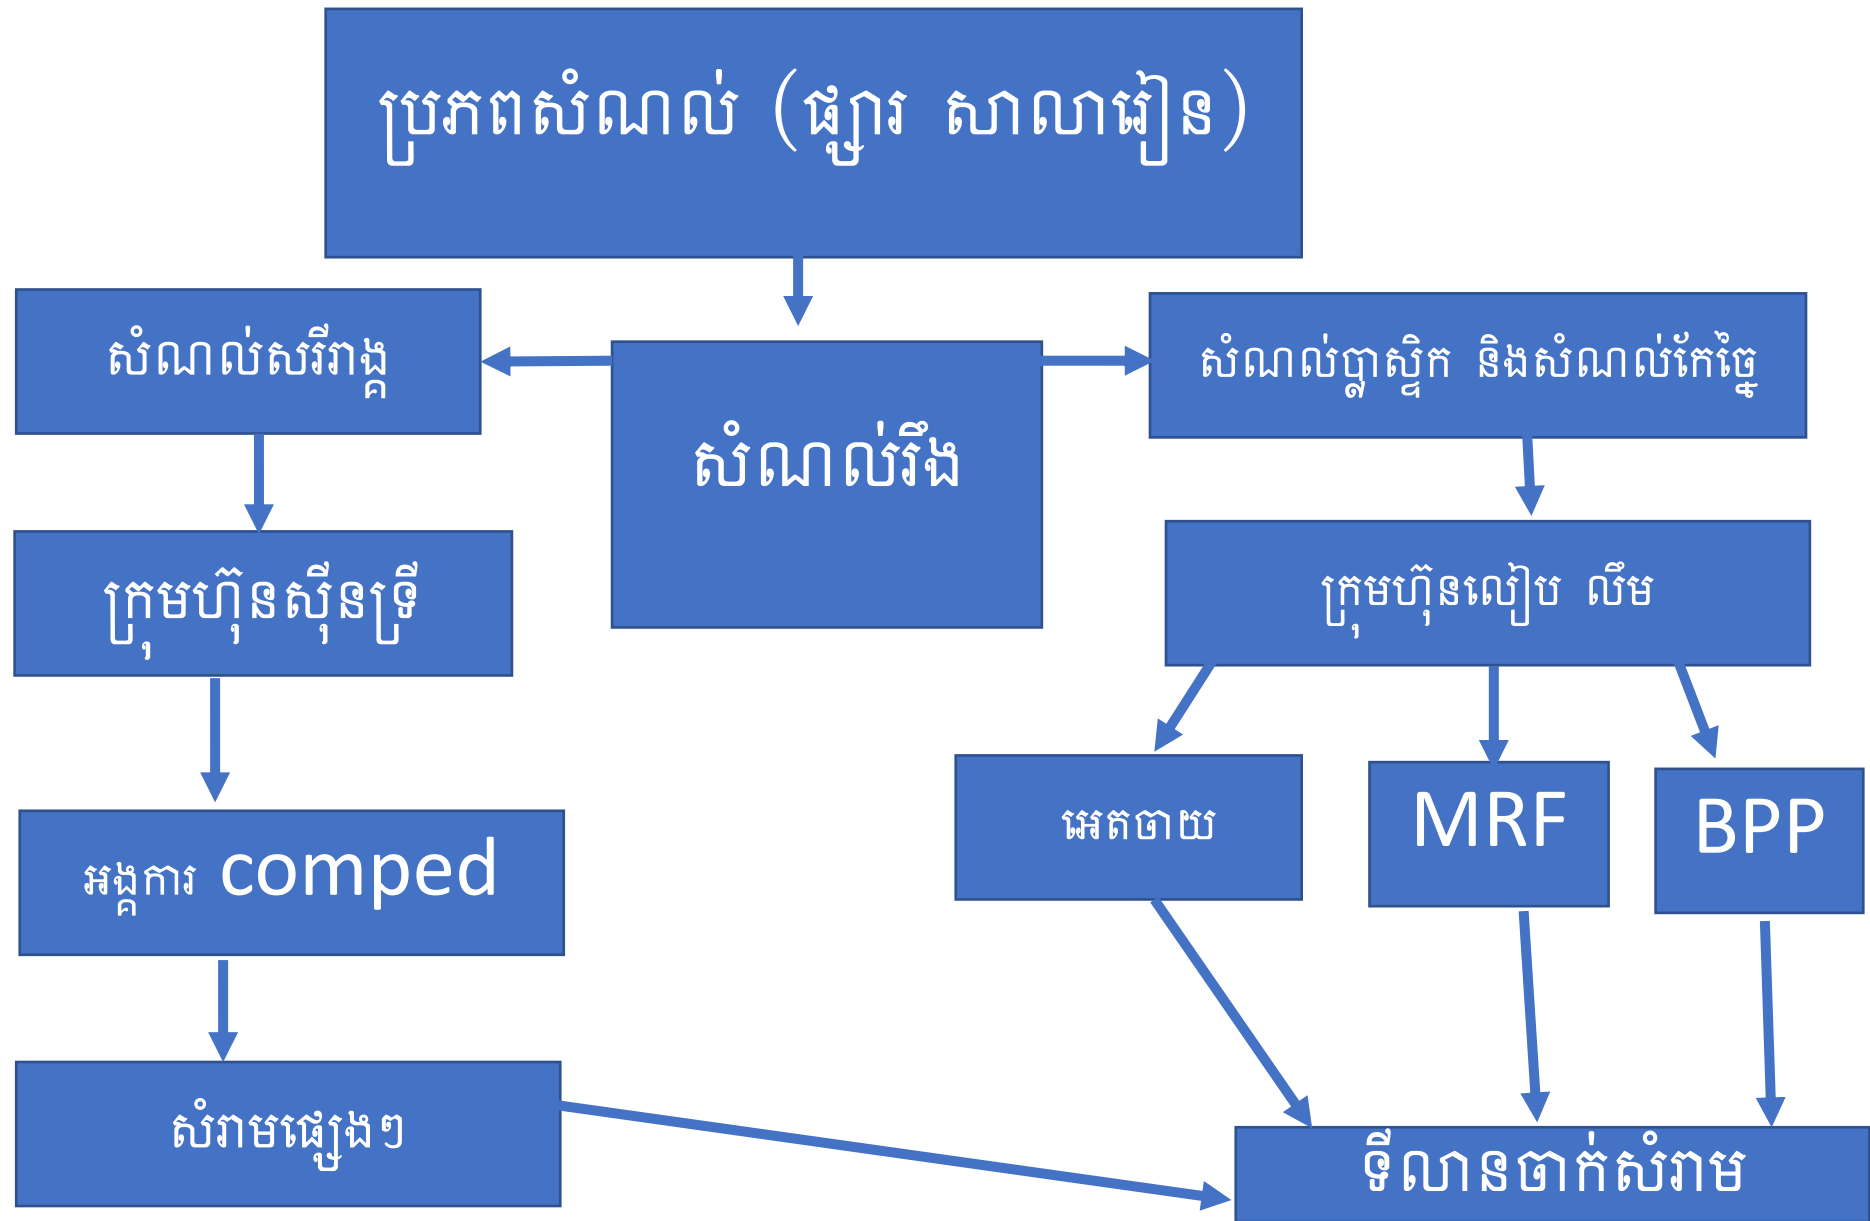 ប្រភពសំណល់ (ផ្សារ សាលារៀន)
សំណល់សរីរាង្គ
សំណល់រឹង
សំណល់ប្លាស្ទិក និងសំណល់កែច្នៃ
ក្រុមហ៊ុនស៊ីនទ្រី
ក្រុមហ៊ុនលៀប លឹម
អង្គការ comped
អេតចាយ
MRF
BPP
សំរាមផ្សេងៗ
ទីលានចាក់សំរាម